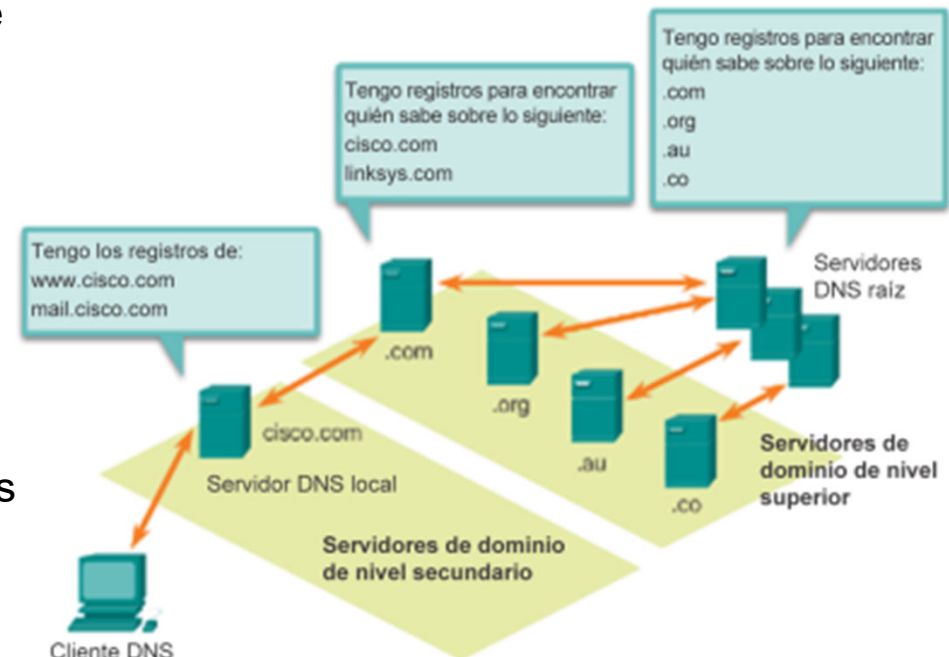 e
Tengo registros para encontrar
quién sabe sobre lo siguiente:
.com
.org
.au
.co
Tengo registros para encontrar
quién sabe sobre lo siguiente:
cisco.com
linksys.com
Tengo los registros de:
www.cisco.com
mail.cisco.com
Servidores
DNS raíz
.com
.org
.au
.co
cisco.com
Servidor DNS local
Servidores de
dominio de nivel
superior
s
Servidores de dominio
de nivel secundario
Cliente DNS